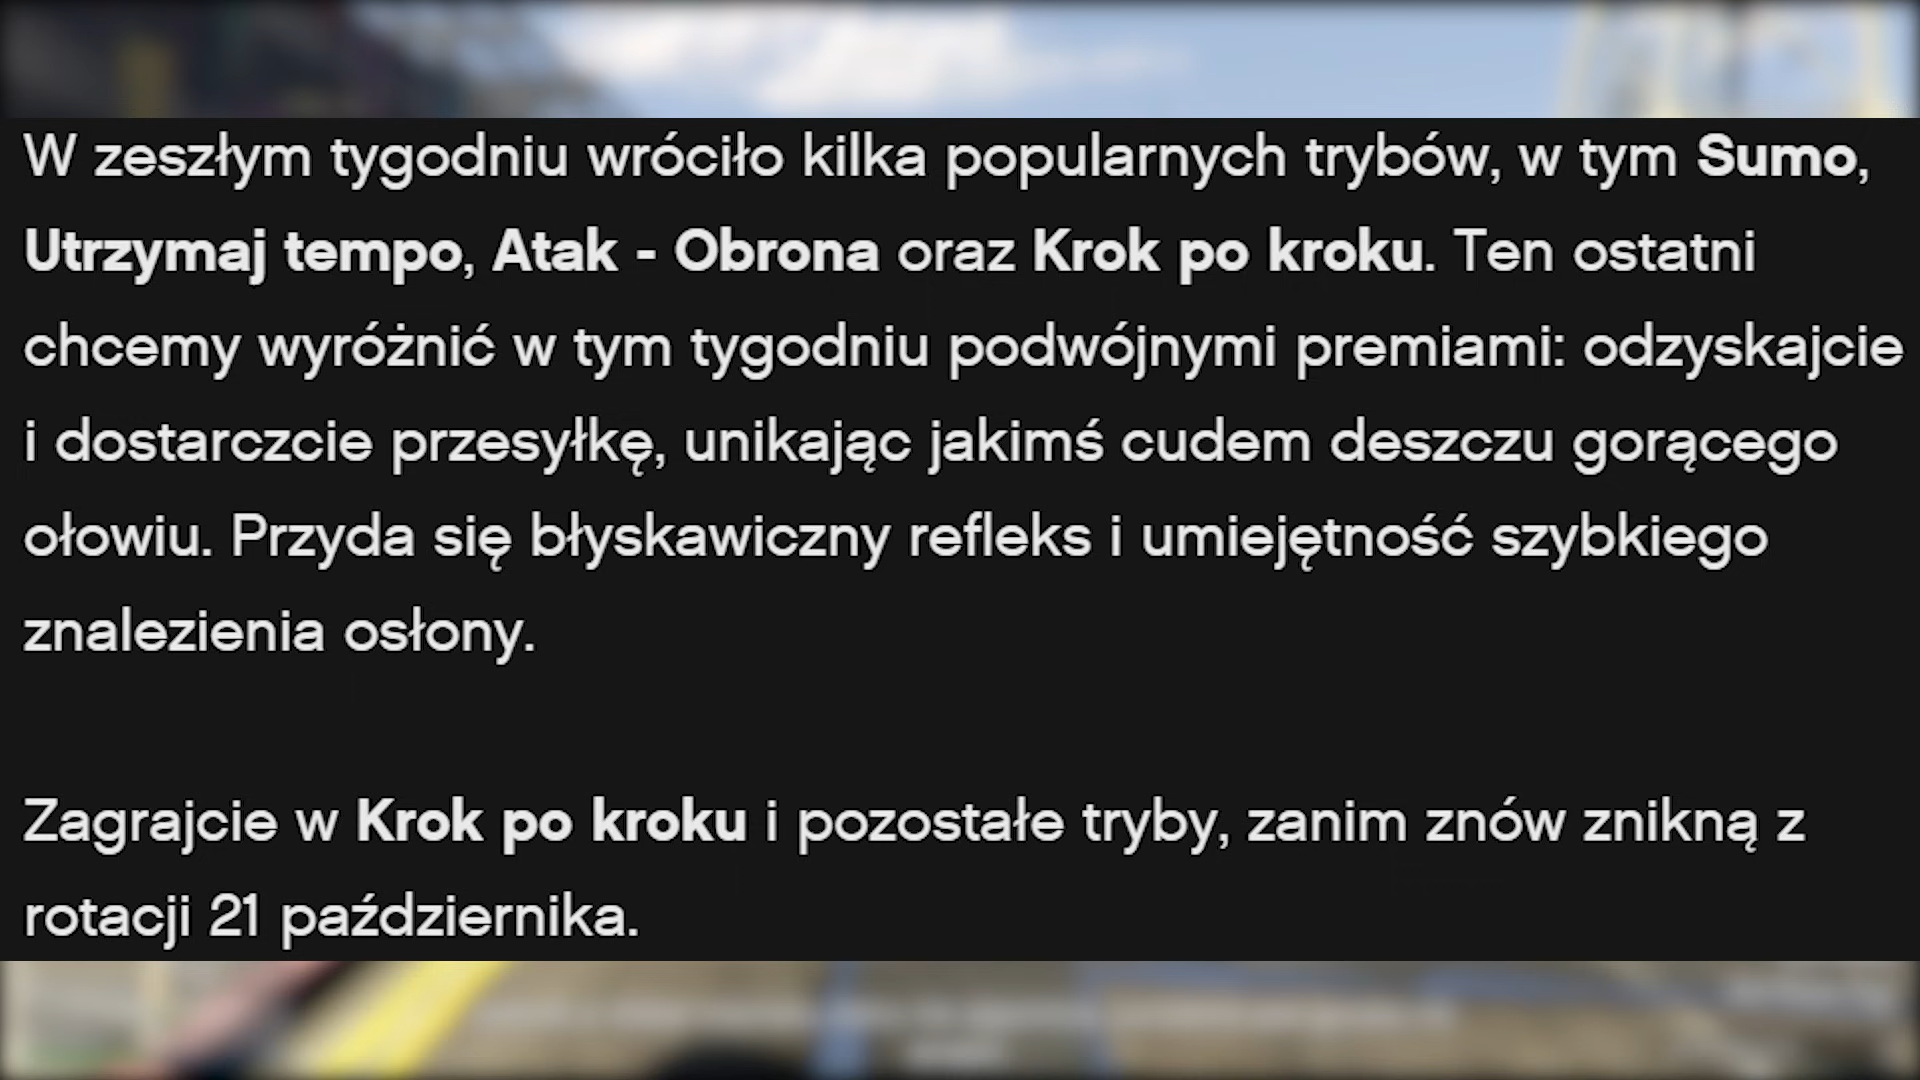 W zeszłym tygodniu wróciło kilka popularnych trybów, w tym Sumo,
Utrzymaj tempo, Atak - Obrona oraz Krok po kroku. Ten ostatni
chcemy wyróżnić w tym tygodniu podwójnymi premiami: odzyskajcie
i dostarczcie przesyłkę, unikając jakimś cudem deszczu gorącego
ołowiu. Przyda się błyskawiczny refleks i umiejętność szybkiego
znalezienia osłony.
Zagrajcie w Krok po kroku i pozostałe tryby, zanim znów znikną z
rotacji 21 października.